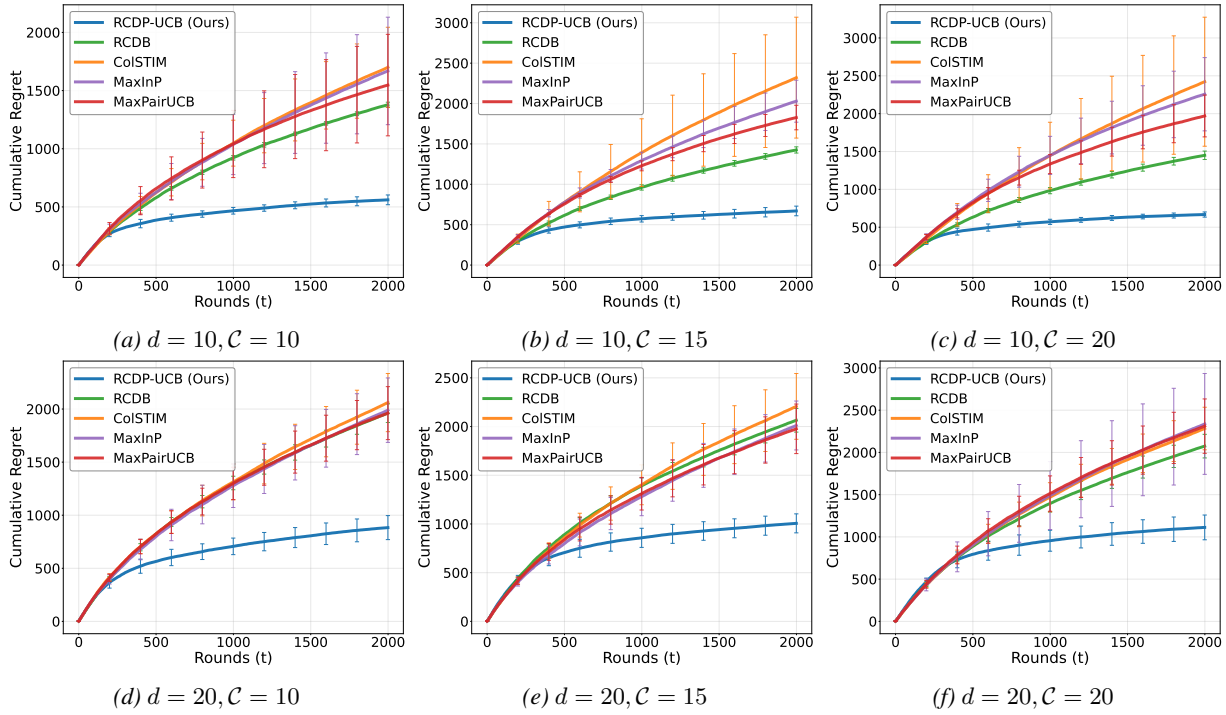 2000
1500
1000
500
0
Cumulative Regret
RCDP-UCB (Ours)
RCDB
ColSTIM
MaxInP
MaxPairUCB
0 500 1000 1500 2000
Rounds (t)
(a) d = 10, C = 10
3000
2500
2000
1500
1000
500
0
Cumulative Regret
RCDP-UCB (Ours)
RCDB
ColSTIM
MaxInP
MaxPairUCB
0 500 1000 1500 2000
Rounds (t)
(b) d = 10, C = 15
3000
2500
2000
1500
1000
500
0
Cumulative Regret
RCDP-UCB (Ours)
RCDB
ColSTIM
MaxInP
MaxPairUCB
0 500 1000 1500 2000
Rounds (t)
(c) d = 10, C = 20
2000
1500
1000
500
0
Cumulative Regret
RCDP-UCB (Ours)
RCDB
ColSTIM
MaxInP
MaxPairUCB
0 500 1000 1500 2000
Rounds (t)
(d) d = 20, C = 10
2500
2000
1500
1000
500
0
Cumulative Regret
RCDP-UCB (Ours)
RCDB
ColSTIM
MaxInP
MaxPairUCB
0 500 1000 1500 2000
Rounds (t)
(e) d = 20, C = 15
3000
2500
2000
1500
1000
500
0
Cumulative Regret
RCDP-UCB (Ours)
RCDB
ColSTIM
MaxInP
MaxPairUCB
0 500 1000 1500 2000
Rounds (t)
(f) d = 20, C = 20